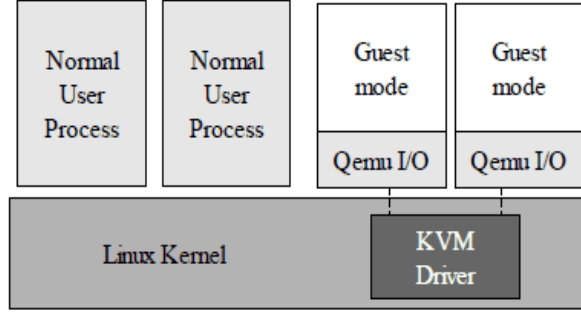 Normal
User
Process
Normal
User
Process
Guest
mode
Qemu I/O
Guest
mode
Qemu I/O
Linux Kernel
KVM
Driver